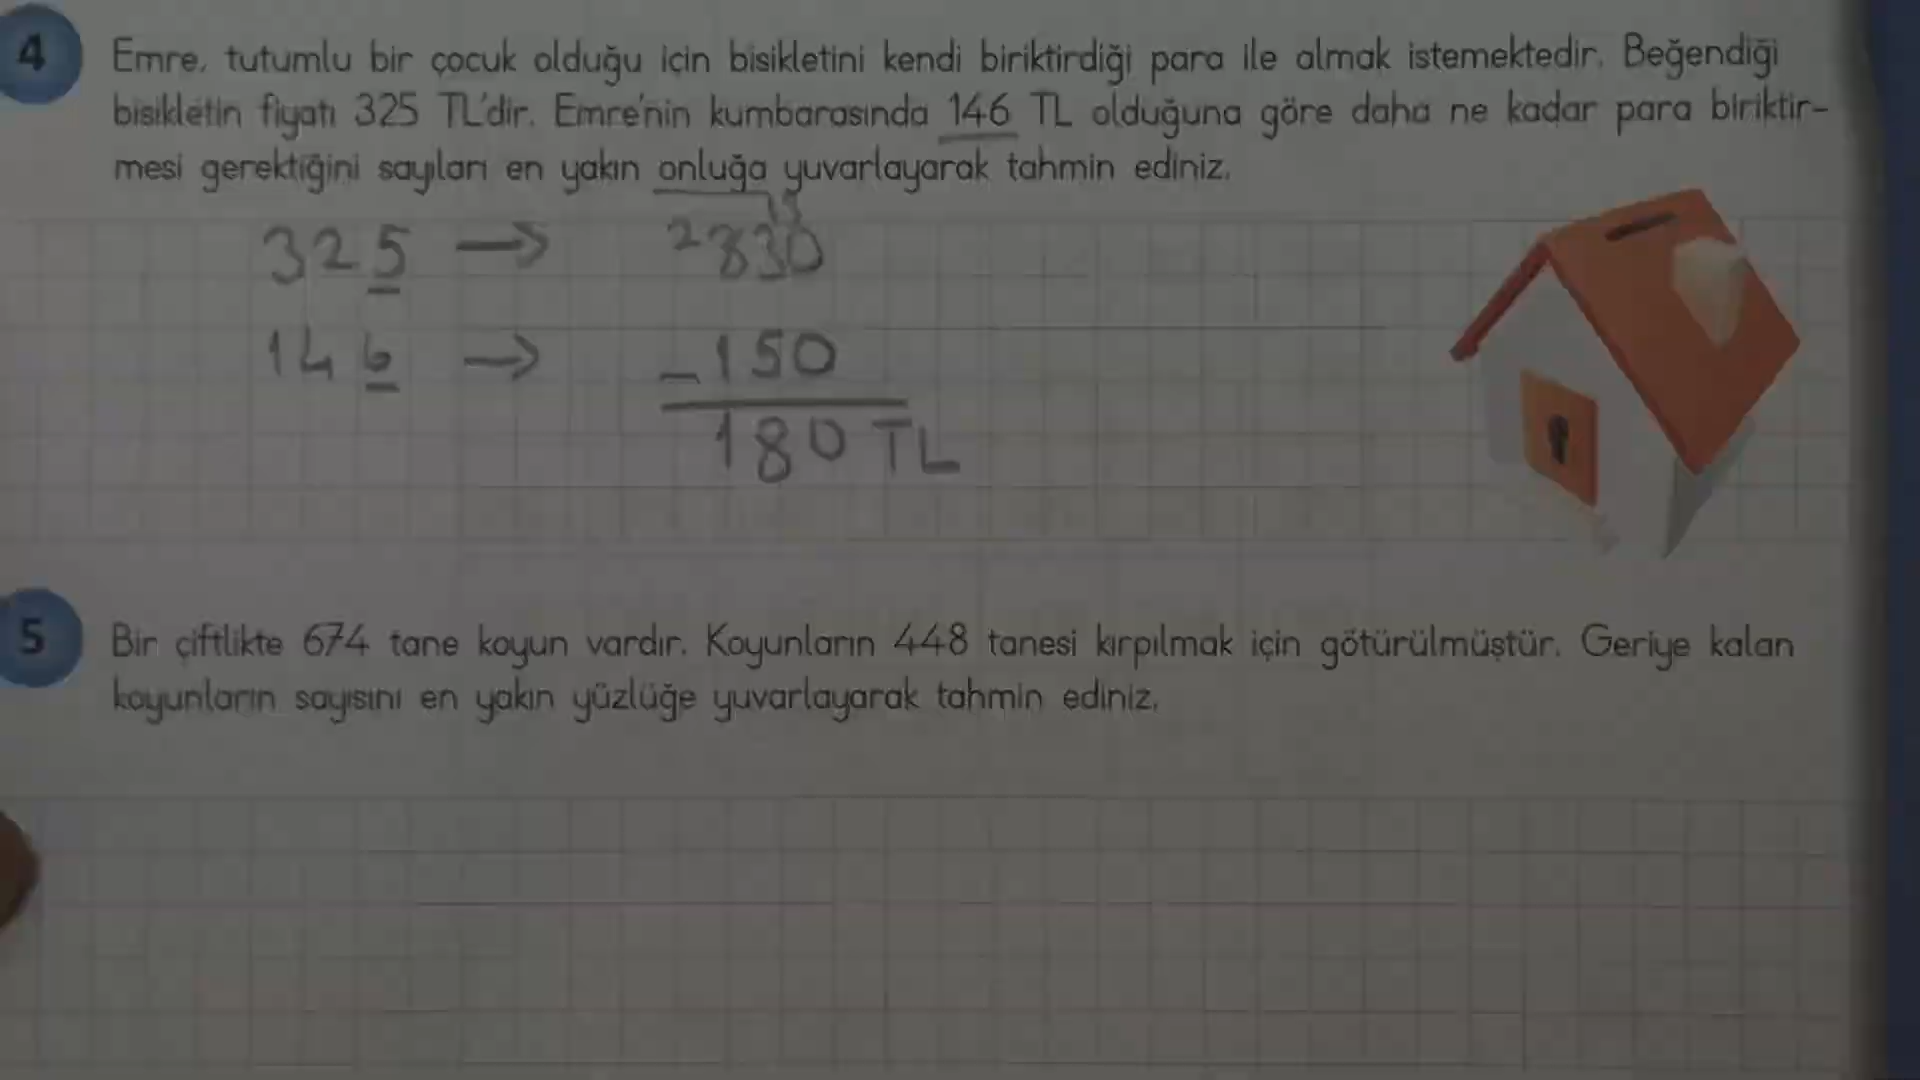 4
Emre, tutumlu bir çocuk olduğu için bisikletini kendi biriktirdiği para ile almak istemektedir. Beğendiği
bisikletin fiyatı 325 TL'dir. Emre'nin kumbarasında 146 TL olduğuna göre daha ne kadar para biriktir-
mesi gerektiğini sayıları en yakın onluğa yuvarlayarak tahmin ediniz.
13
325 → 2 330
146 → - 150
180 TL
5
Bir çiftlikte 674 tane koyun vardır. Koyunların 448 tanesi kırpılmak için götürülmüştür. Geriye kalan
koyunların sayısını en yakın yüzlüğe yuvarlayarak tahmin ediniz.